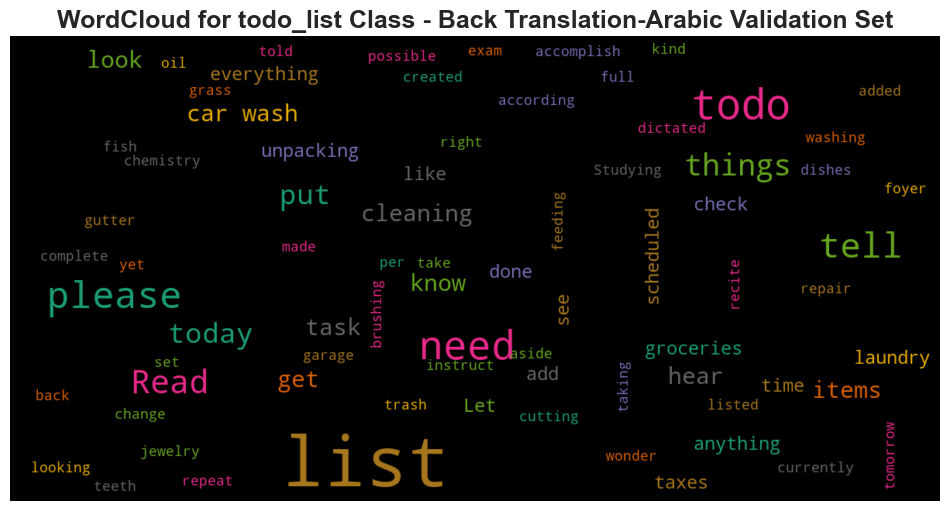 WordCloud for todo_list Class - Back Translation-Arabic Validation Set
told
possible
exam
accomplish
kind
look
oil
everything
created
full
grass
according
added
car wash
todo
dictated
washing
fish
chemistry
unpacking
right
like
Studying
things
dishes
foyer
put
cleaning
check
gutter
feeding
scheduled
made
tell
complete
yet
per
take
done
know
recite
repair
please
brushing
see
today
task
need
aside
groceries
laundry
set
garage
instruct
add
hear
time
items
Read
get
back
change
trash
Let
cutting
taking
listed
list
anything
tomorrow
jewelry
wonder
currently
looking
teeth
repeat
taxes